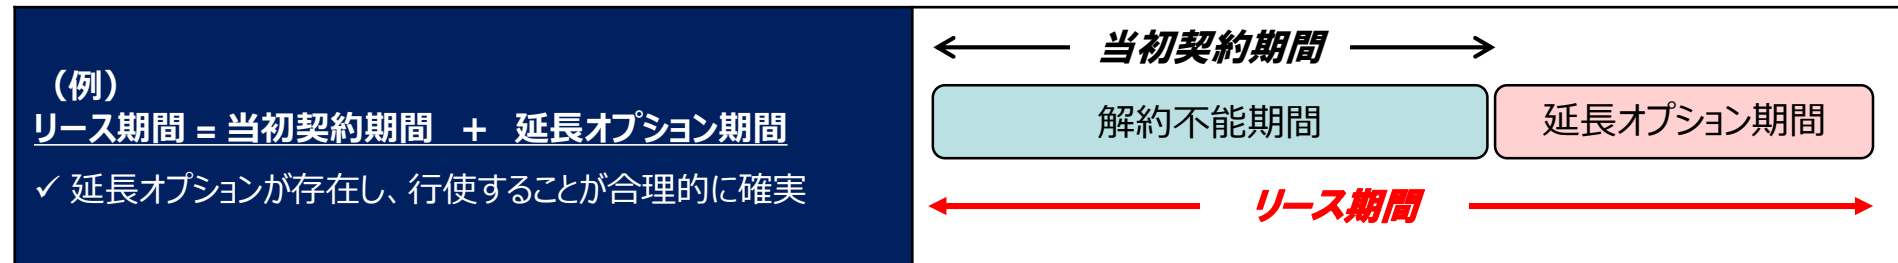 （例）
リース期間 = 当初契約期間　+　延長オプション期間
✓ 延長オプションが存在し、行使することが合理的に確実
当初契約期間
解約不能期間
延長オプション期間
リース期間